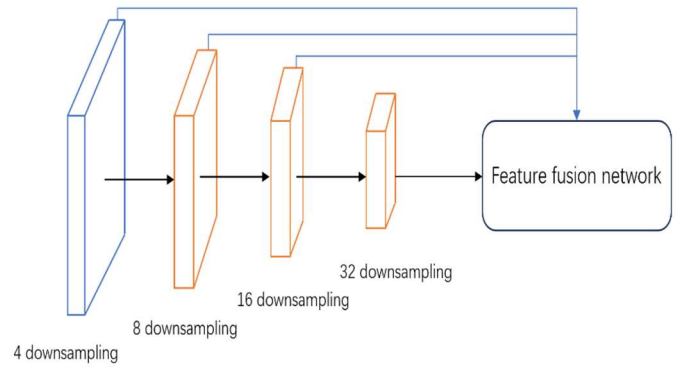 Feature fusion network
32 downsampling
16 downsampling
8 downsampling
4 downsampling